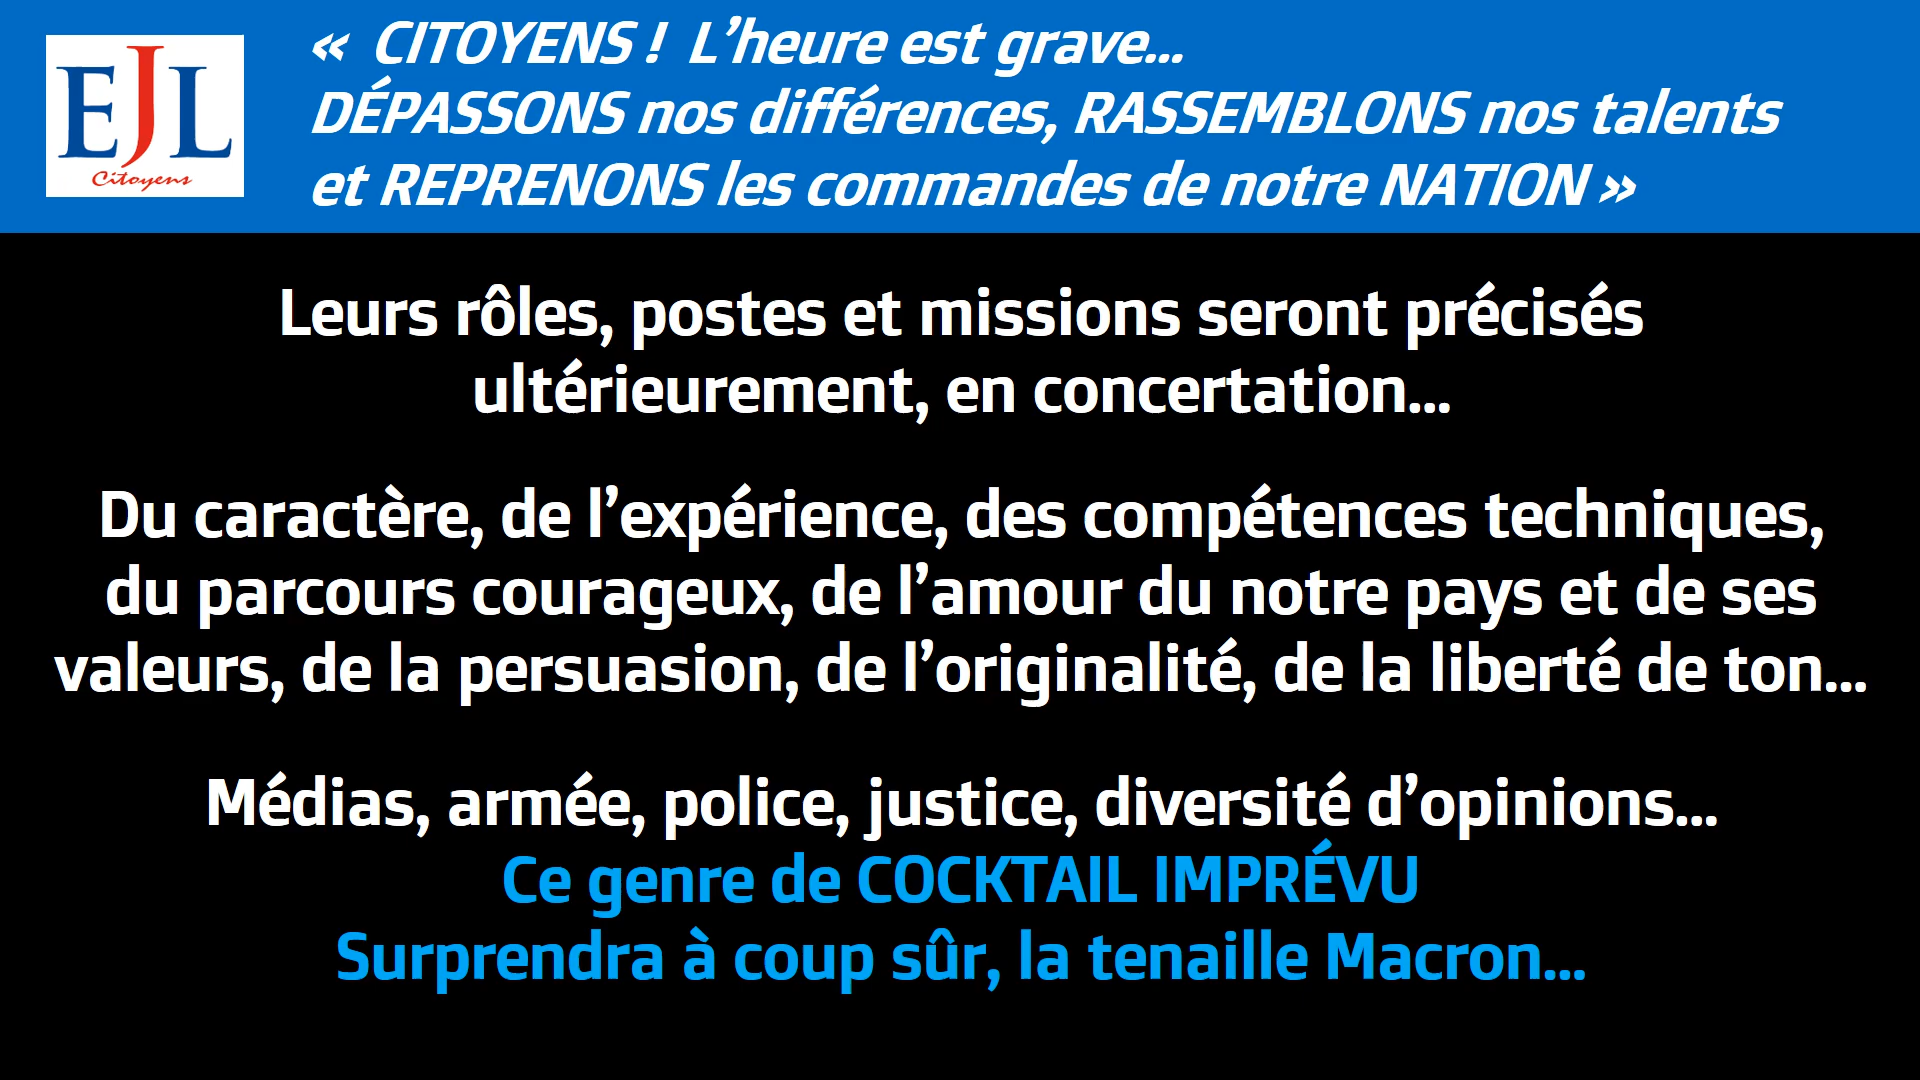 EJL
Citoyens
«  CITOYENS !  L’heure est grave...
DÉPASSONS nos différences, RASSEMBLONS nos talents
et REPRENONS les commandes de notre NATION »
Leurs rôles, postes et missions seront précisés
ultérieurement, en concertation...
Du caractère, de l’expérience, des compétences techniques,
du parcours courageux, de l’amour du notre pays et de ses
valeurs, de la persuasion, de l’originalité, de la liberté de ton...
Médias, armée, police, justice, diversité d’opinions...
Ce genre de COCKTAIL IMPRÉVU
Surprendra à coup sûr, la tenaille Macron...